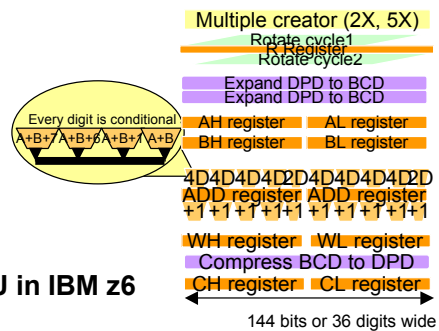 Multiple creator (2X, 5X)
Rotate cycle1
R Register
Rotate cycle2
Expand DPD to BCD
Expand DPD to BCD
Every digit is conditional
A+B+7 A+B+6 A+B+1 A+B
AH register AL register
BH register BL register
4D4D4D4D2D 4D4D4D4D2D
ADD register ADD register
+1 +1 +1 +1+1 +1 +1 +1 +1 +1
WH register WL register
Compress BCD to DPD
CH register CL register
U in IBM z6
144 bits or 36 digits wide